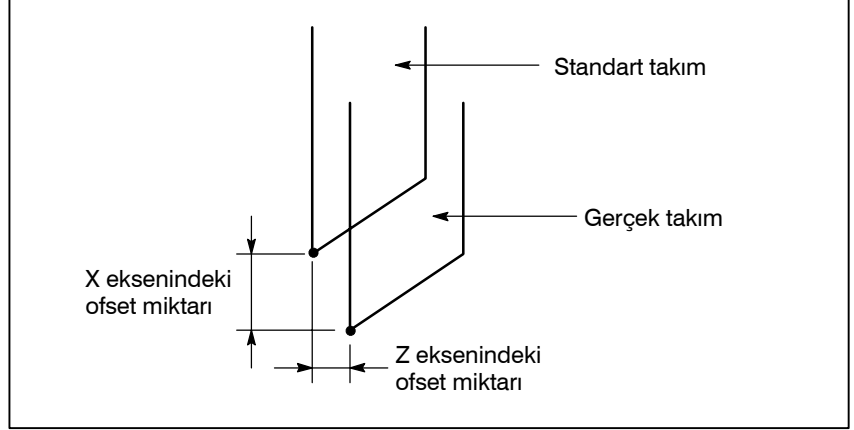 Standart takım
Gerçek takım
X eksenindeki
ofset miktarı
Z eksenindeki
ofset miktarı